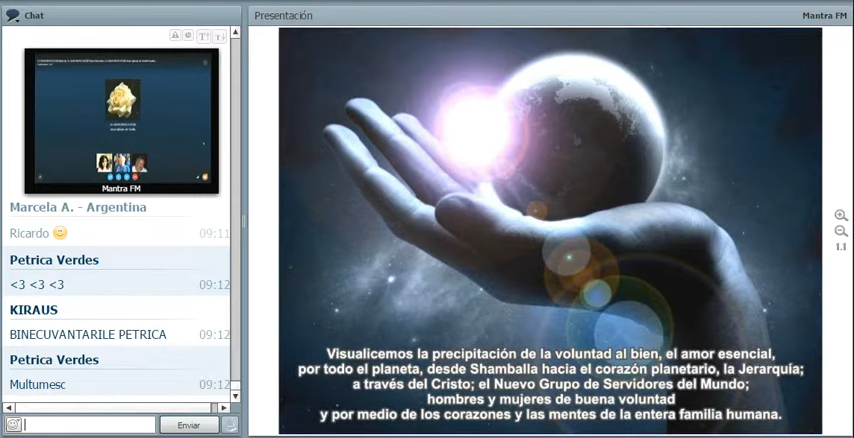 Chat
Mantra FM
Marcela A. - Argentina
Ricardo 09:11
Petrica Verdes
<3 <3 <3 09:12
KIRAUS
BINECUVANTARILE PETRICA 09:12
Petrica Verdes
Multumesc 09:12
Enviar
Presentación
Mantra FM
Visualicemos la precipitación de la voluntad al bien, el amor esencial,
por todo el planeta, desde Shamballa hacia el corazón planetario, la Jerarquía;
a través del Cristo; el Nuevo Grupo de Servidores del Mundo;
hombres y mujeres de buena voluntad
y por medio de los corazones y las mentes de la entera familia humana.
1.1